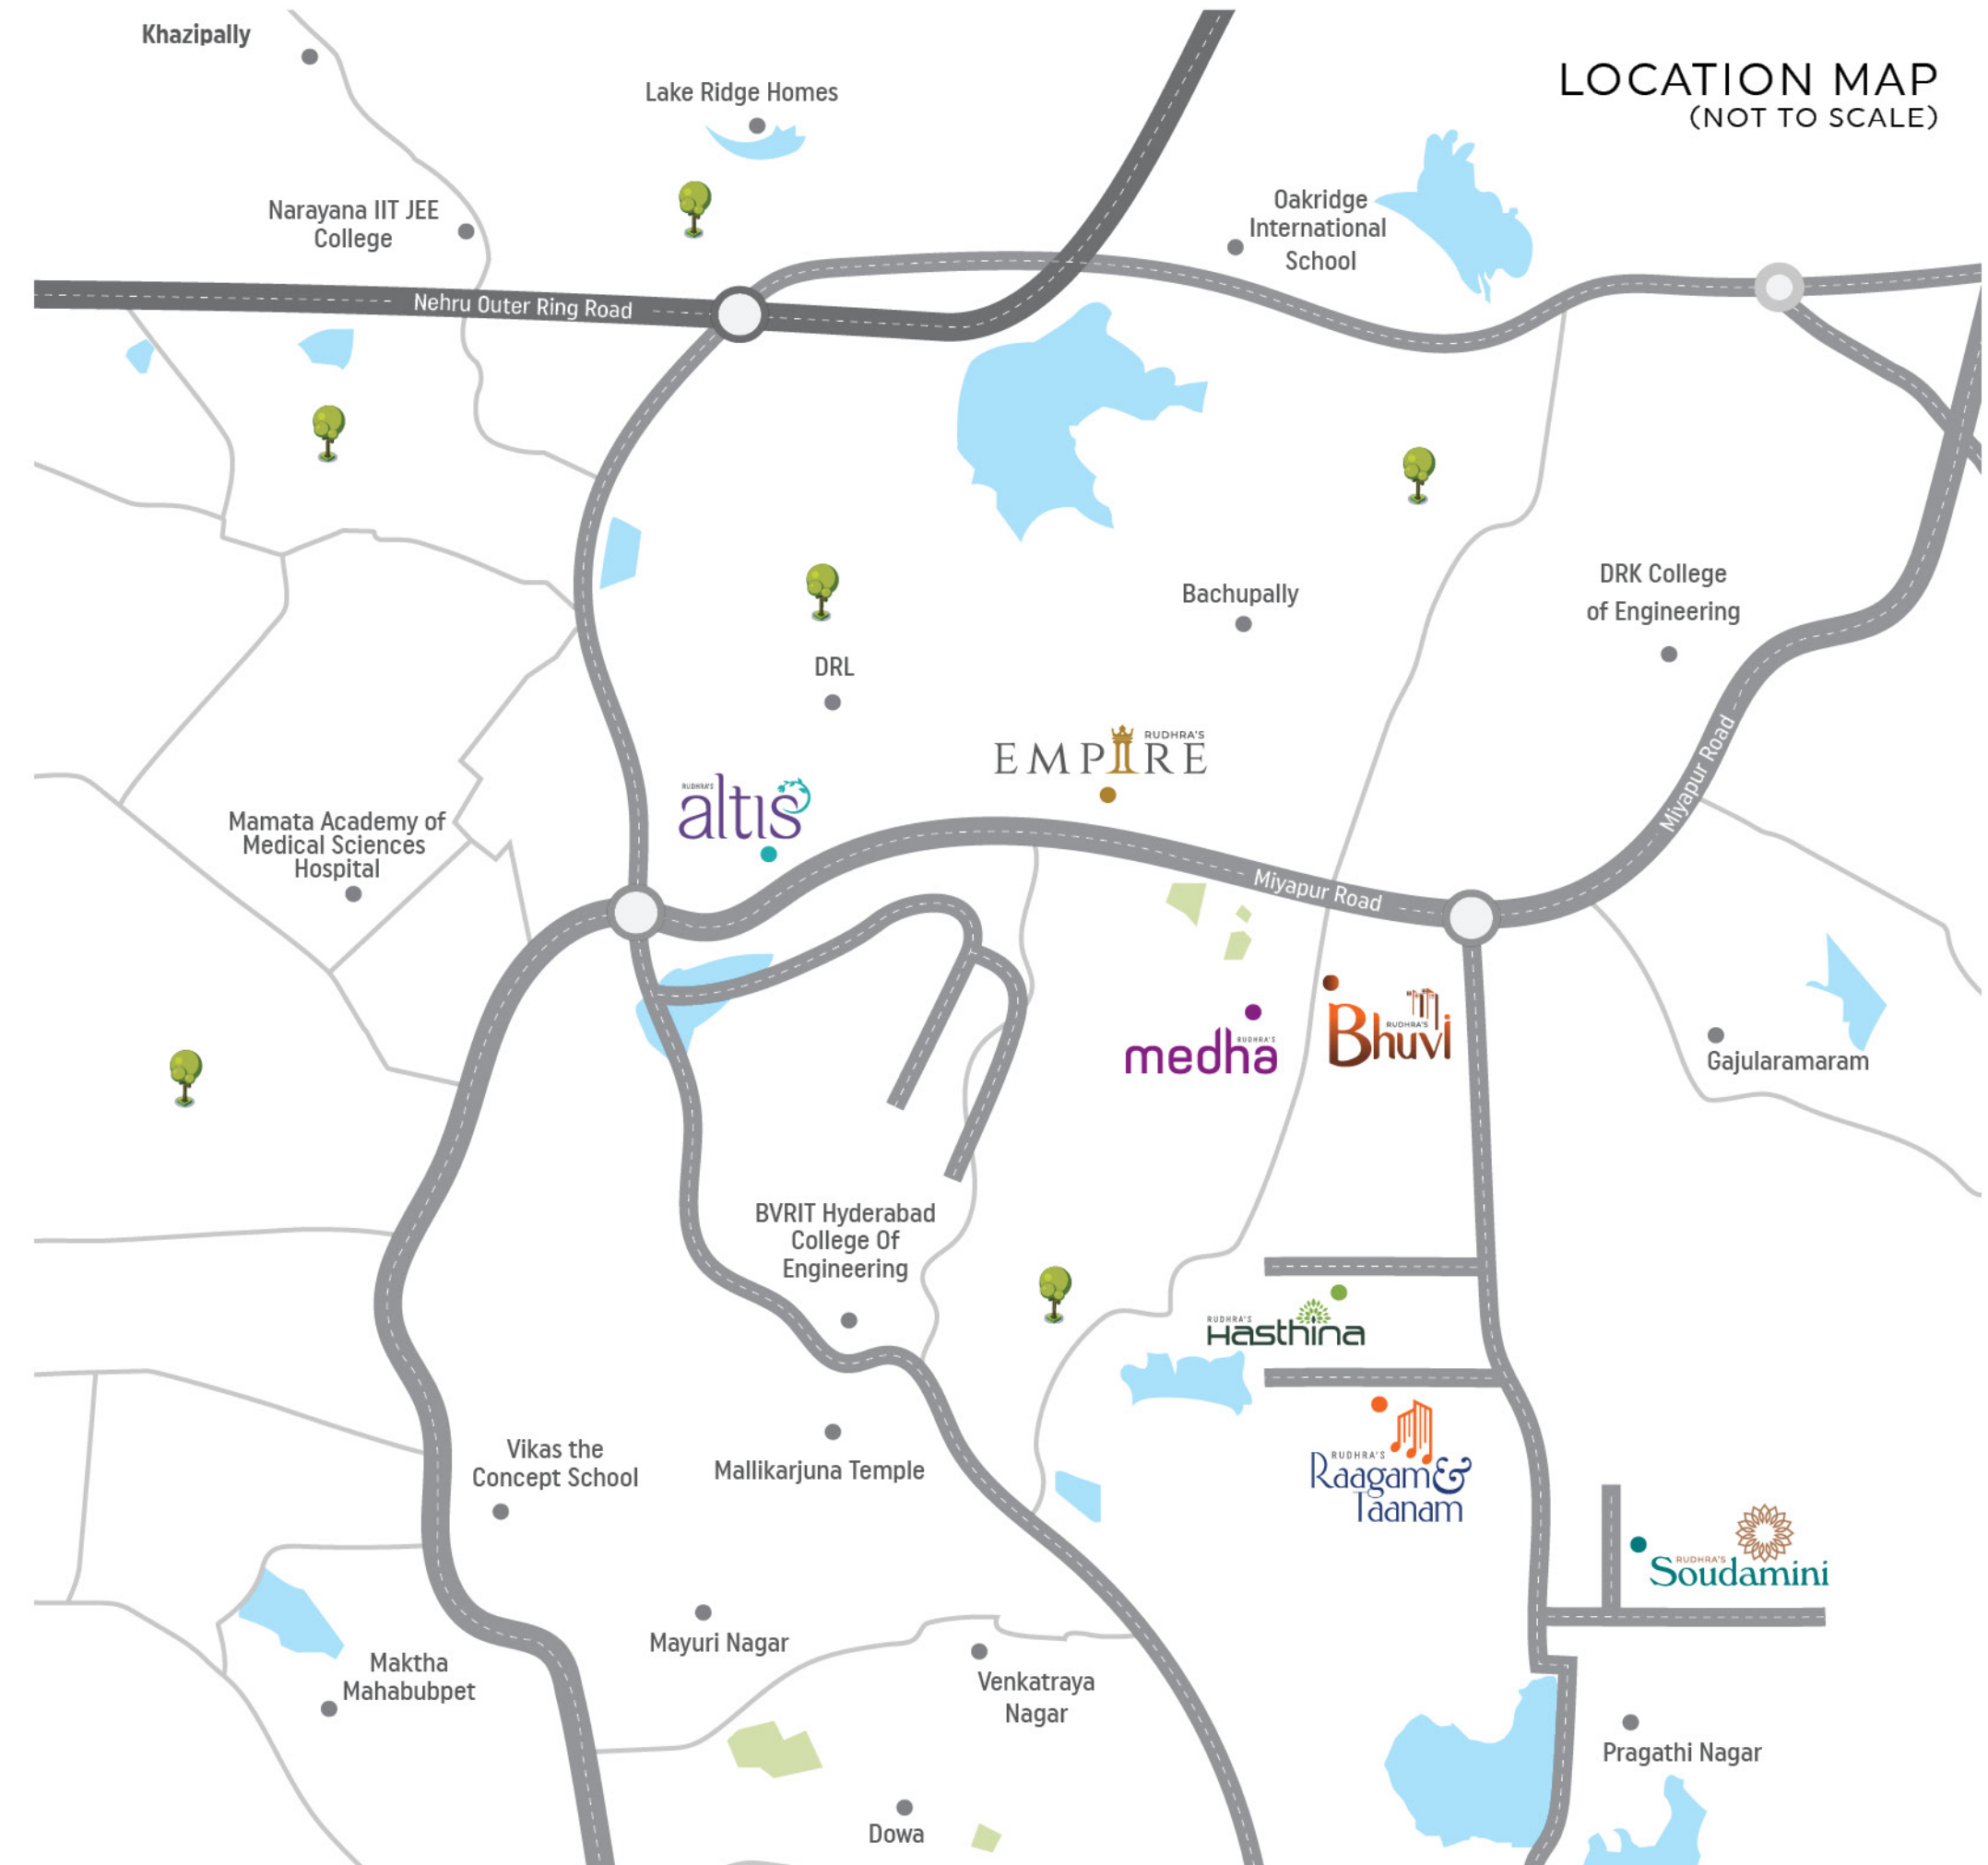 Khazipally
LOCATION MAP
(NOT TO SCALE)
Lake Ridge Homes
Narayana IIT JEE
College
Oakridge
International
School
Nehru Outer Ring Road
DRK College
of Engineering
Bachupally
DRL
RUDHRA'S
EMPIRE
RUDHRA'S
altis
Miyapur Road
Mamata Academy of
Medical Sciences
Hospital
Miyapur Road
RUDHRA'S
medha
RUDHRA'S
Bhuvi
Gajularamaram
BVRIT Hyderabad
College Of
Engineering
RUDHRA'S
Hasthina
Vikas the
Concept School
Mallikarjuna Temple
RUDHRA'S
Raagam&
Taanam
RUDHRA'S
Soudamini
Mayuri Nagar
Maktha
Mahabubpet
Venkatraya
Nagar
Pragathi Nagar
Dowa